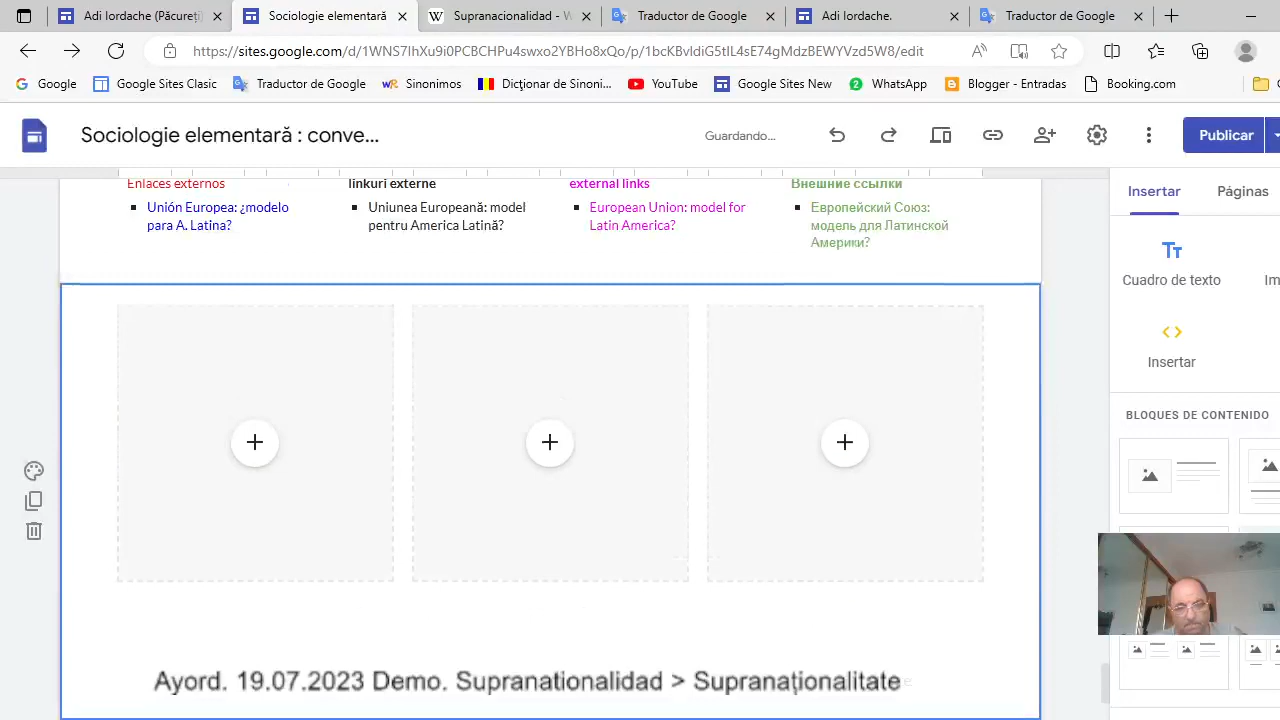 Adi Iordache (Păcureț)
Sociologie elementară
Supranacionalidad - W
Traductor de Google
Adi Iordache.
Traductor de Google
https://sites.google.com/d/1WNS7IhXu9i0PCBCHPu4swxo2YBHo8xQo/p/1bcKBvldiG5tIL4sE74gMdzBEWYVzd5W8/edit
Google
Google Sites Clasic
Traductor de Google
Sinonimos
Dicţionar de Sinoni...
YouTube
Google Sites New
WhatsApp
Blogger - Entradas
Booking.com
Sociologie elementară : conve...
Guardando...
Publicar
Insertar
Páginas
Enlaces externos
Unión Europea: ¿modelo
para A. Latina?
linkuri externe
Uniunea Europeană: model
pentru America Latină?
external links
European Union: model for
Latin America?
Внешние ссылки
Европейский Союз:
модель для Латинской
Америки?
Cuadro de texto
Im
Insertar
BLOQUES DE CONTENIDO
Ayord. 19.07.2023 Demo. Supranationalidad > Supranaționalitate